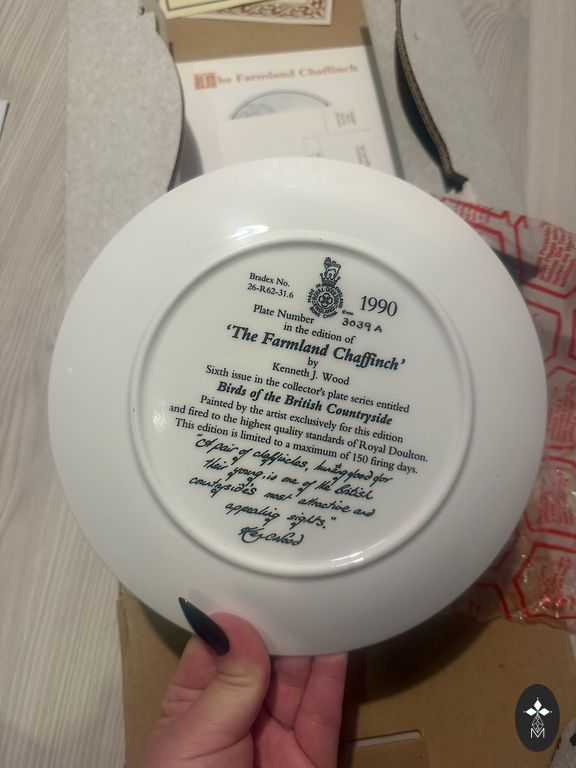 The Farmland Chaffinch
Bradex No.
26-R62-31.6
1990
Plate Number 3039 A
in the edition of
'The Farmland Chaffinch'
by
Kenneth J. Wood
Sixth issue in the collector's plate series entitled
Birds of the British Countryside
Painted by the artist exclusively for this edition
and fired to the highest quality standards of Royal Doulton.
This edition is limited to a maximum of 150 firing days.
"A pair of chaffinches, hunting food for
their young, is one of the British
countryside's most attractive and
appealing sights."
Ken Wood
M